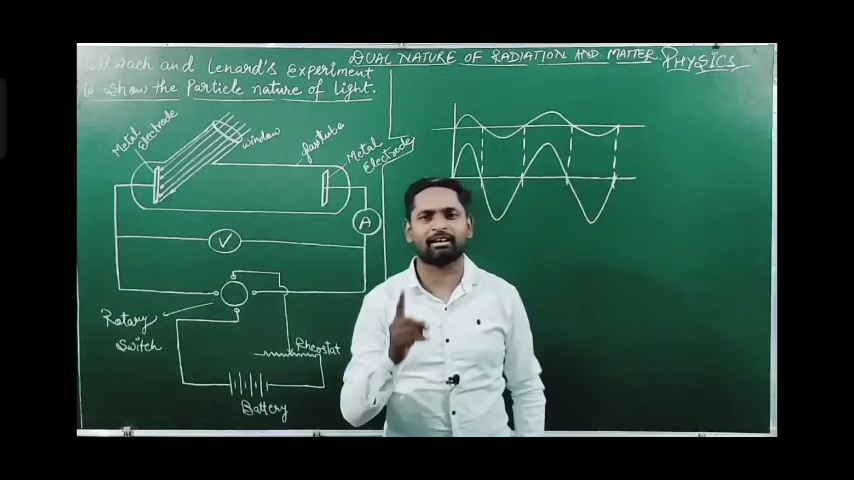 DUAL NATURE OF RADIATION AND MATTER. PHYSICS
Hallwach and Lenard's Experiment
to show the Particle nature of Light.
Metal
Electrode
window
glass tube
Metal
Electrode
A
V
Rotary
Switch
Rheostat
Battery